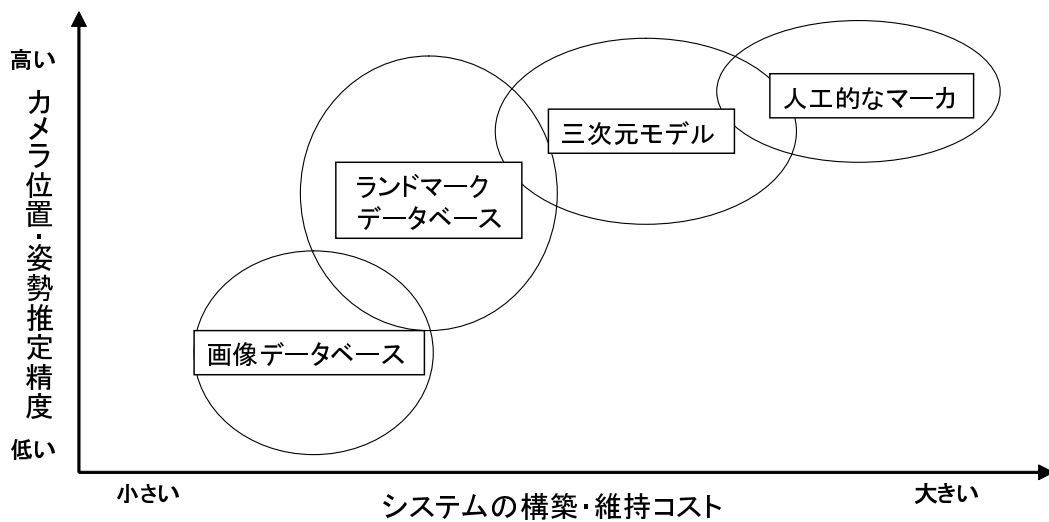 高い
カメラ位置・姿勢推定精度
低い
人工的なマーカ
三次元モデル
ランドマーク
データベース
画像データベース
小さい
システムの構築・維持コスト
大きい